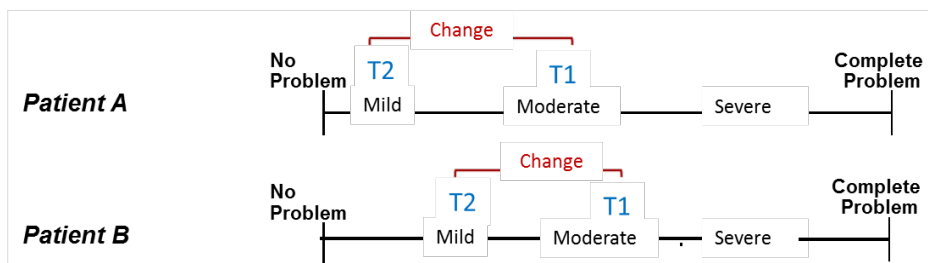 Change
No
Problem
T2
T1
Complete
Problem
Patient A
Mild
Moderate
Severe
Change
No
Problem
T2
T1
Complete
Problem
Patient B
Mild
Moderate
Severe